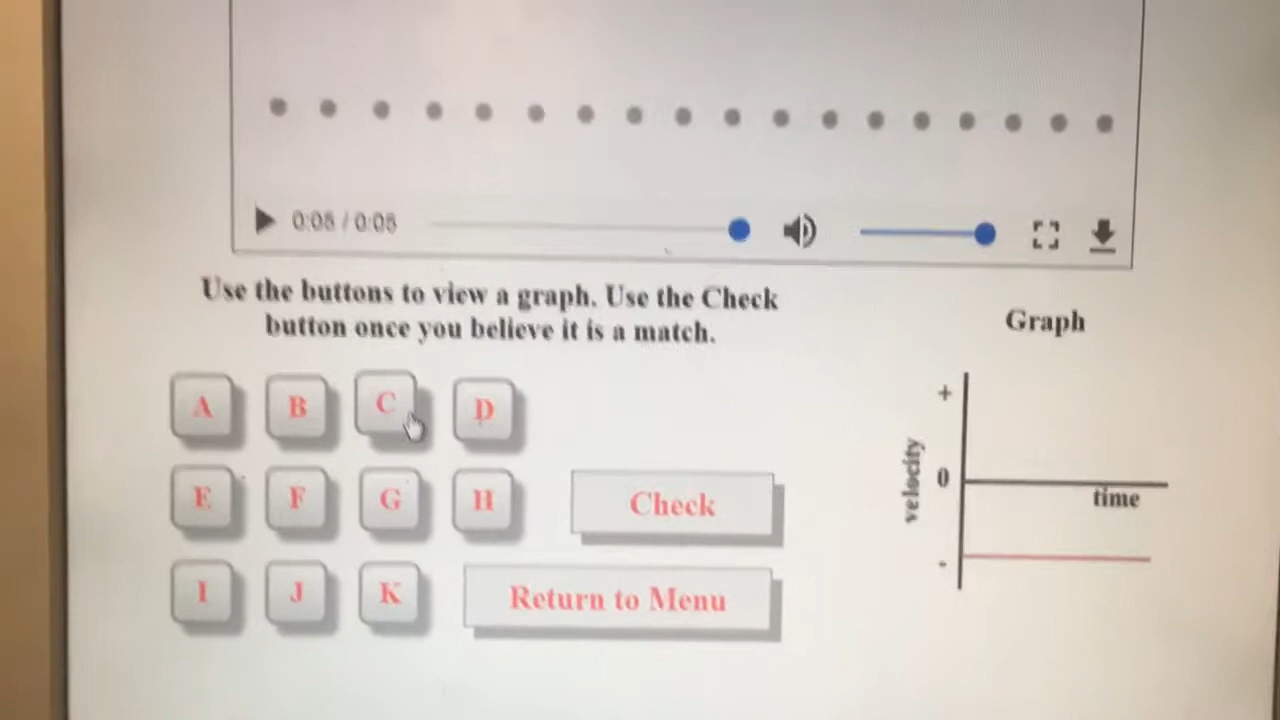 0:05 / 0:05
Use the buttons to view a graph. Use the Check
button once you believe it is a match.
Graph
A B C D
E F G H
Check
I J K
Return to Menu
+
velocity
0
time
-